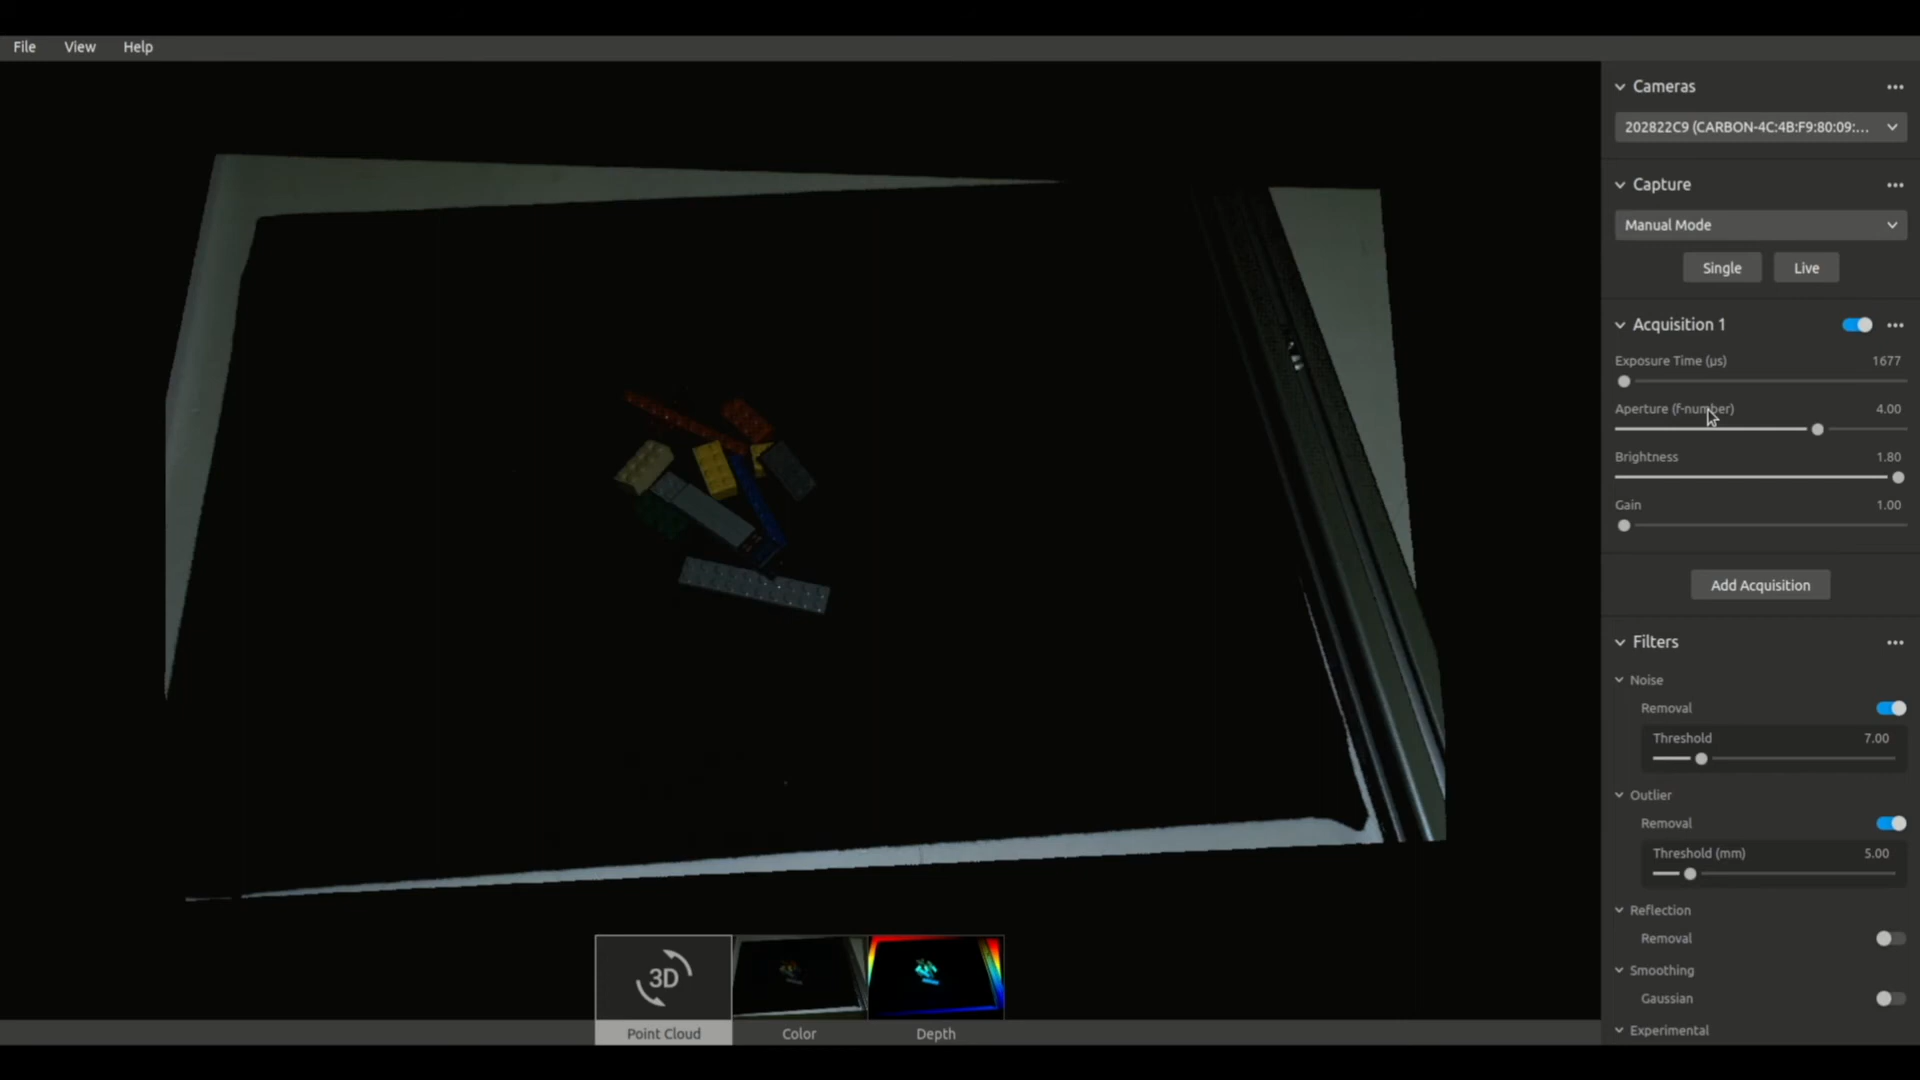 File View Help
Cameras
202822C9 (CARBON-4C:4B:F9:80:09:...
Capture
Manual Mode
Single Live
Acquisition 1
Exposure Time (µs) 1677
Aperture (f-number) 4.00
Brightness 1.80
Gain 1.00
Add Acquisition
Filters
Noise
Removal
Threshold 7.00
Outlier
Removal
Threshold (mm) 5.00
Reflection
Removal
Smoothing
Gaussian
Experimental
3D
Point Cloud Color Depth